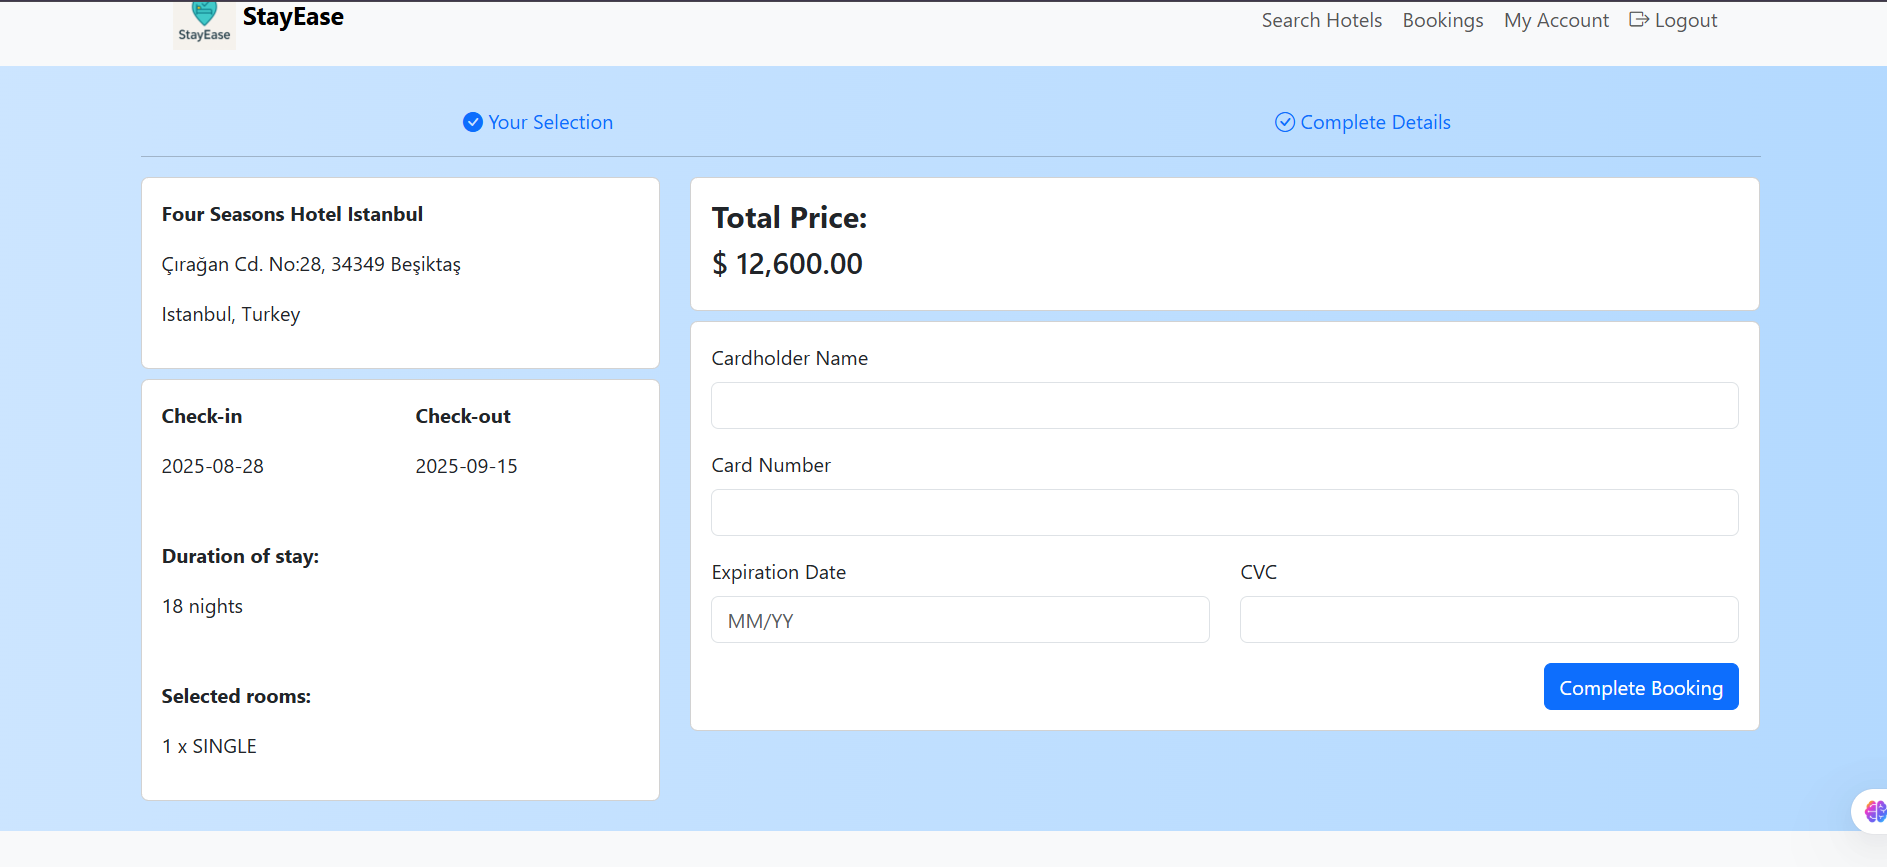 StayEase
StayEase
Search Hotels
Bookings
My Account
Logout
Your Selection
Complete Details
Four Seasons Hotel Istanbul
Çırağan Cd. No:28, 34349 Beşiktaş
Istanbul, Turkey
Check-in
Check-out
2025-08-28
2025-09-15
Duration of stay:
18 nights
Selected rooms:
1 x SINGLE
Total Price:
$ 12,600.00
Cardholder Name
Card Number
Expiration Date
CVC
MM/YY
Complete Booking